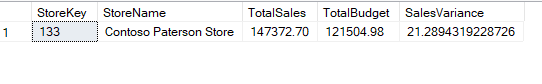 StoreKey StoreName TotalSales TotalBudget SalesVariance
1 133 Contoso Paterson Store 147372.70 121504.98 21.2894319228726